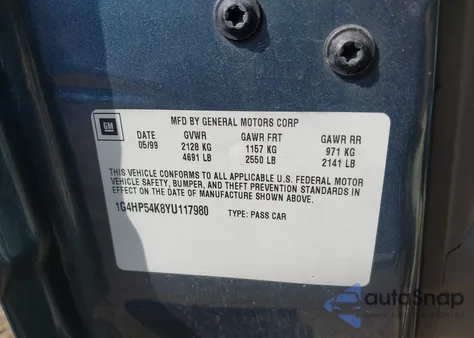 MFD BY GENERAL MOTORS CORP
GM
DATE GVWR GAWR FRT GAWR RR
05/99 2128 KG 1157 KG 971 KG
4691 LB 2550 LB 2141 LB
THIS VEHICLE CONFORMS TO ALL APPLICABLE U.S. FEDERAL MOTOR
VEHICLE SAFETY, BUMPER, AND THEFT PREVENTION STANDARDS IN
EFFECT ON THE DATE OF MANUFACTURE SHOWN ABOVE.
1G4HP54K8YU117980 TYPE: PASS CAR
autoSnap